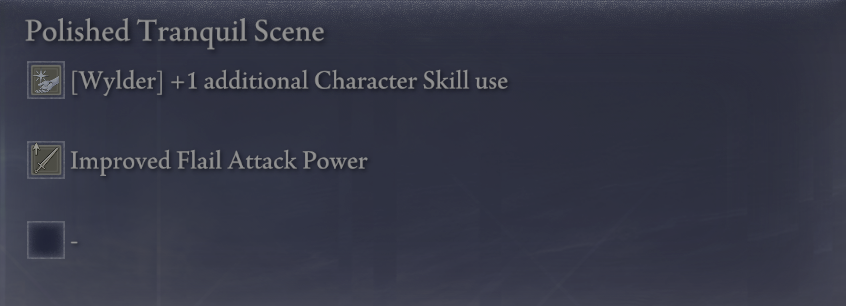 Polished Tranquil Scene
[Wylder] +1 additional Character Skill use
Improved Flail Attack Power
-